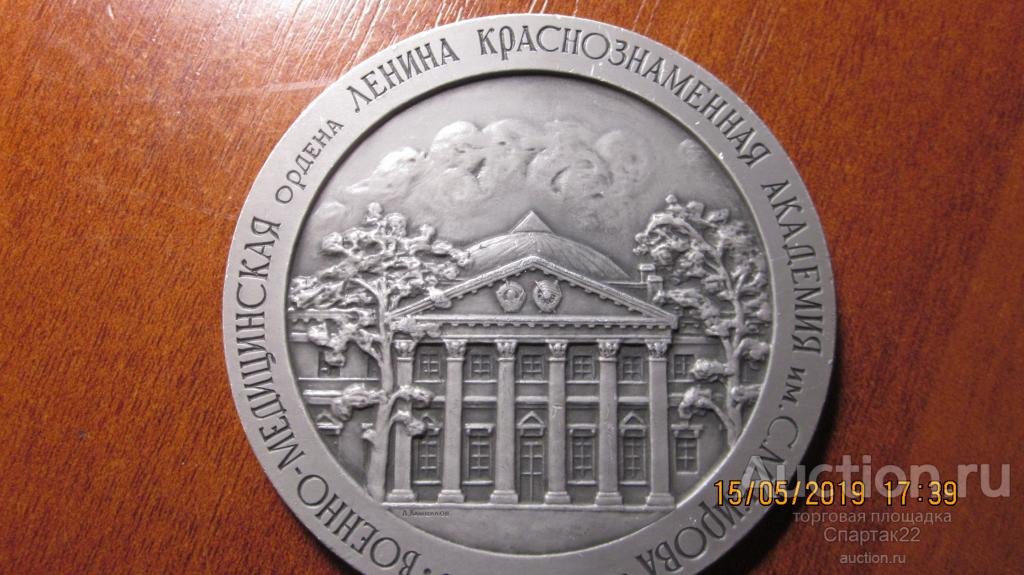 ВОЕННО-МЕДИЦИНСКАЯ ордена ЛЕНИНА КРАСНОЗНАМЕННАЯ АКАДЕМИЯ им. С.М.КИРОВА
15/05/2019 17:39
Auction.ru
торговая площадка
Спартак22
auction.ru